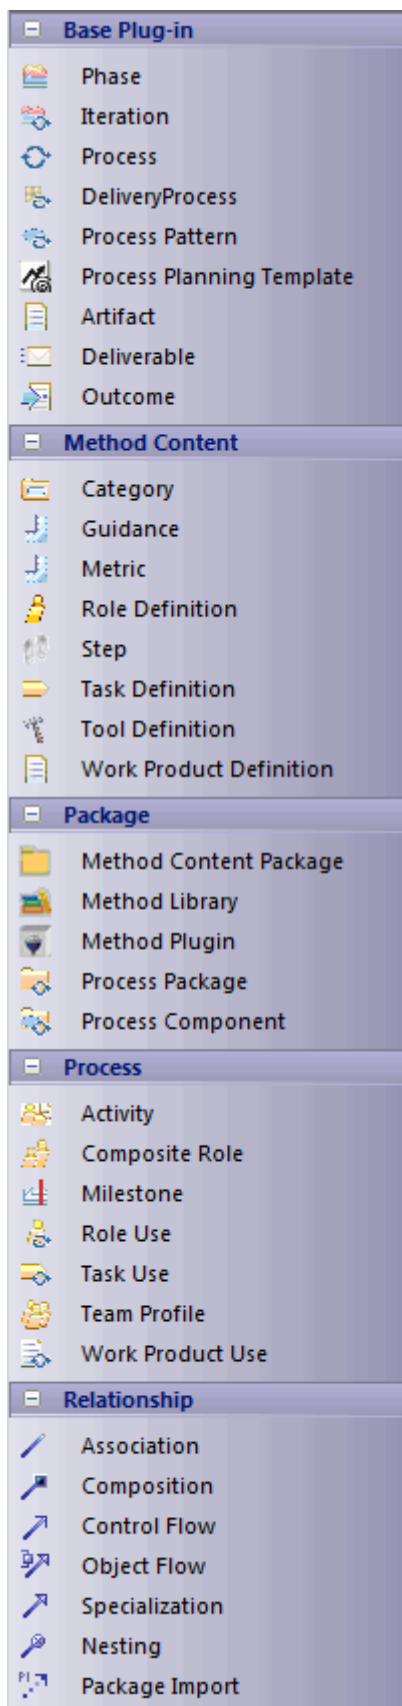 Base Plug-in
Phase
Iteration
Process
DeliveryProcess
Process Pattern
Process Planning Template
Artifact
Deliverable
Outcome
Method Content
Category
Guidance
Metric
Role Definition
Step
Task Definition
Tool Definition
Work Product Definition
Package
Method Content Package
Method Library
Method Plugin
Process Package
Process Component
Process
Activity
Composite Role
Milestone
Role Use
Task Use
Team Profile
Work Product Use
Relationship
Association
Composition
Control Flow
Object Flow
Specialization
Nesting
PI Package Import